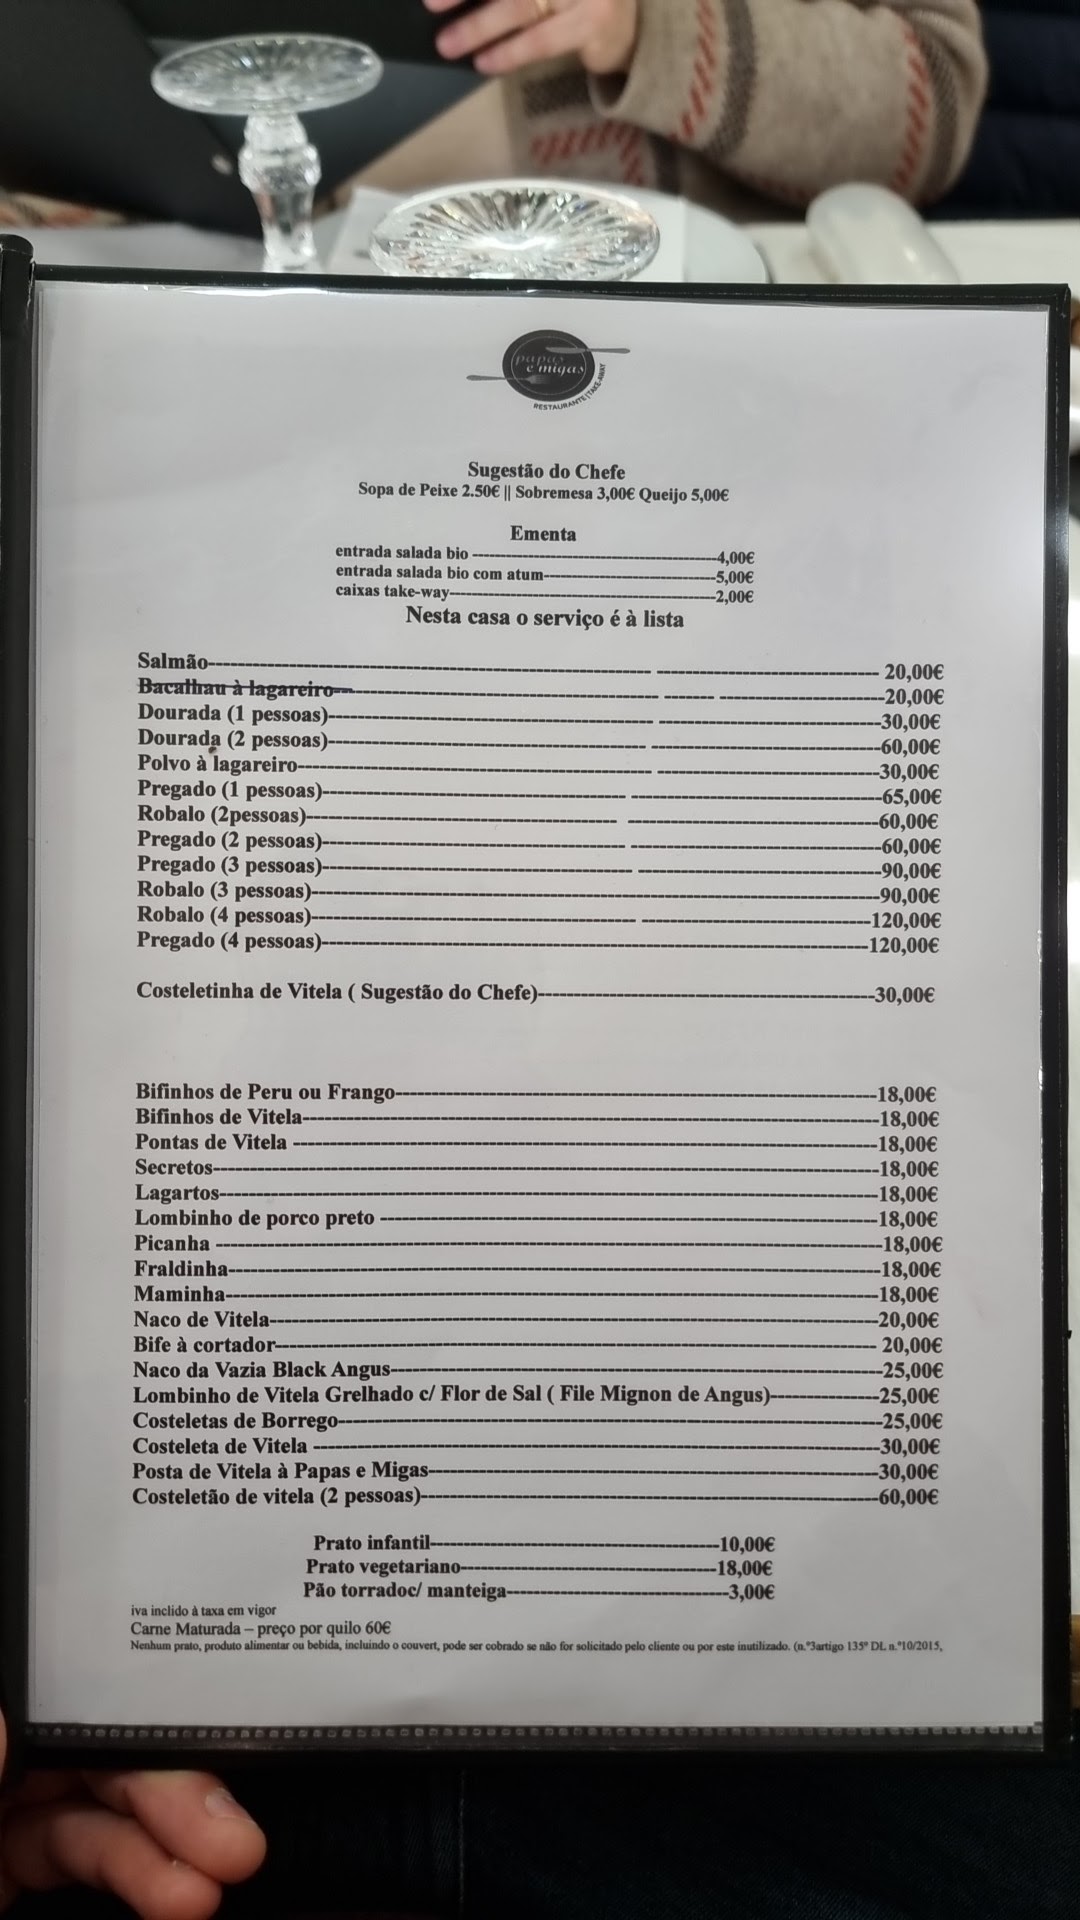 papas
e migas
RESTAURANTE|TAKE-AWAY
Sugestão do Chefe
Sopa de Peixe 2.50€ || Sobremesa 3,00€ Queijo 5,00€
Ementa
entrada salada bio ---4,00€
entrada salada bio com atum---5,00€
caixas take-way---2,00€
Nesta casa o serviço é à lista
Salmão--- 20,00€
Bacalhau à lagareiro---20,00€
Dourada (1 pessoas)---30,00€
Dourada (2 pessoas)---60,00€
Polvo à lagareiro---30,00€
Pregado (1 pessoas)---65,00€
Robalo (2pessoas)---60,00€
Pregado (2 pessoas)---60,00€
Pregado (3 pessoas)---90,00€
Robalo (3 pessoas)---90,00€
Robalo (4 pessoas)---120,00€
Pregado (4 pessoas)---120,00€
Costeletinha de Vitela ( Sugestão do Chefe)---30,00€
Bifinhos de Peru ou Frango---18,00€
Bifinhos de Vitela---18,00€
Pontas de Vitela ---18,00€
Secretos---18,00€
Lagartos---18,00€
Lombinho de porco preto ---18,00€
Picanha ---18,00€
Fraldinha---18,00€
Maminha---18,00€
Naco de Vitela---20,00€
Bife à cortador--- 20,00€
Naco da Vazia Black Angus---25,00€
Lombinho de Vitela Grelhado c/ Flor de Sal ( File Mignon de Angus)---25,00€
Costeletas de Borrego---25,00€
Costeleta de Vitela ---30,00€
Posta de Vitela à Papas e Migas---30,00€
Costeletão de vitela (2 pessoas)---60,00€
Prato infantil---10,00€
Prato vegetariano---18,00€
Pão torradoc/ manteiga---3,00€
iva inclido à taxa em vigor
Carne Maturada – preço por quilo 60€
Nenhum prato, produto alimentar ou bebida, incluindo o couvert, pode ser cobrado se não for solicitado pelo cliente ou por este inutilizado. (n.º3artigo 135º DL n.º10/2015,